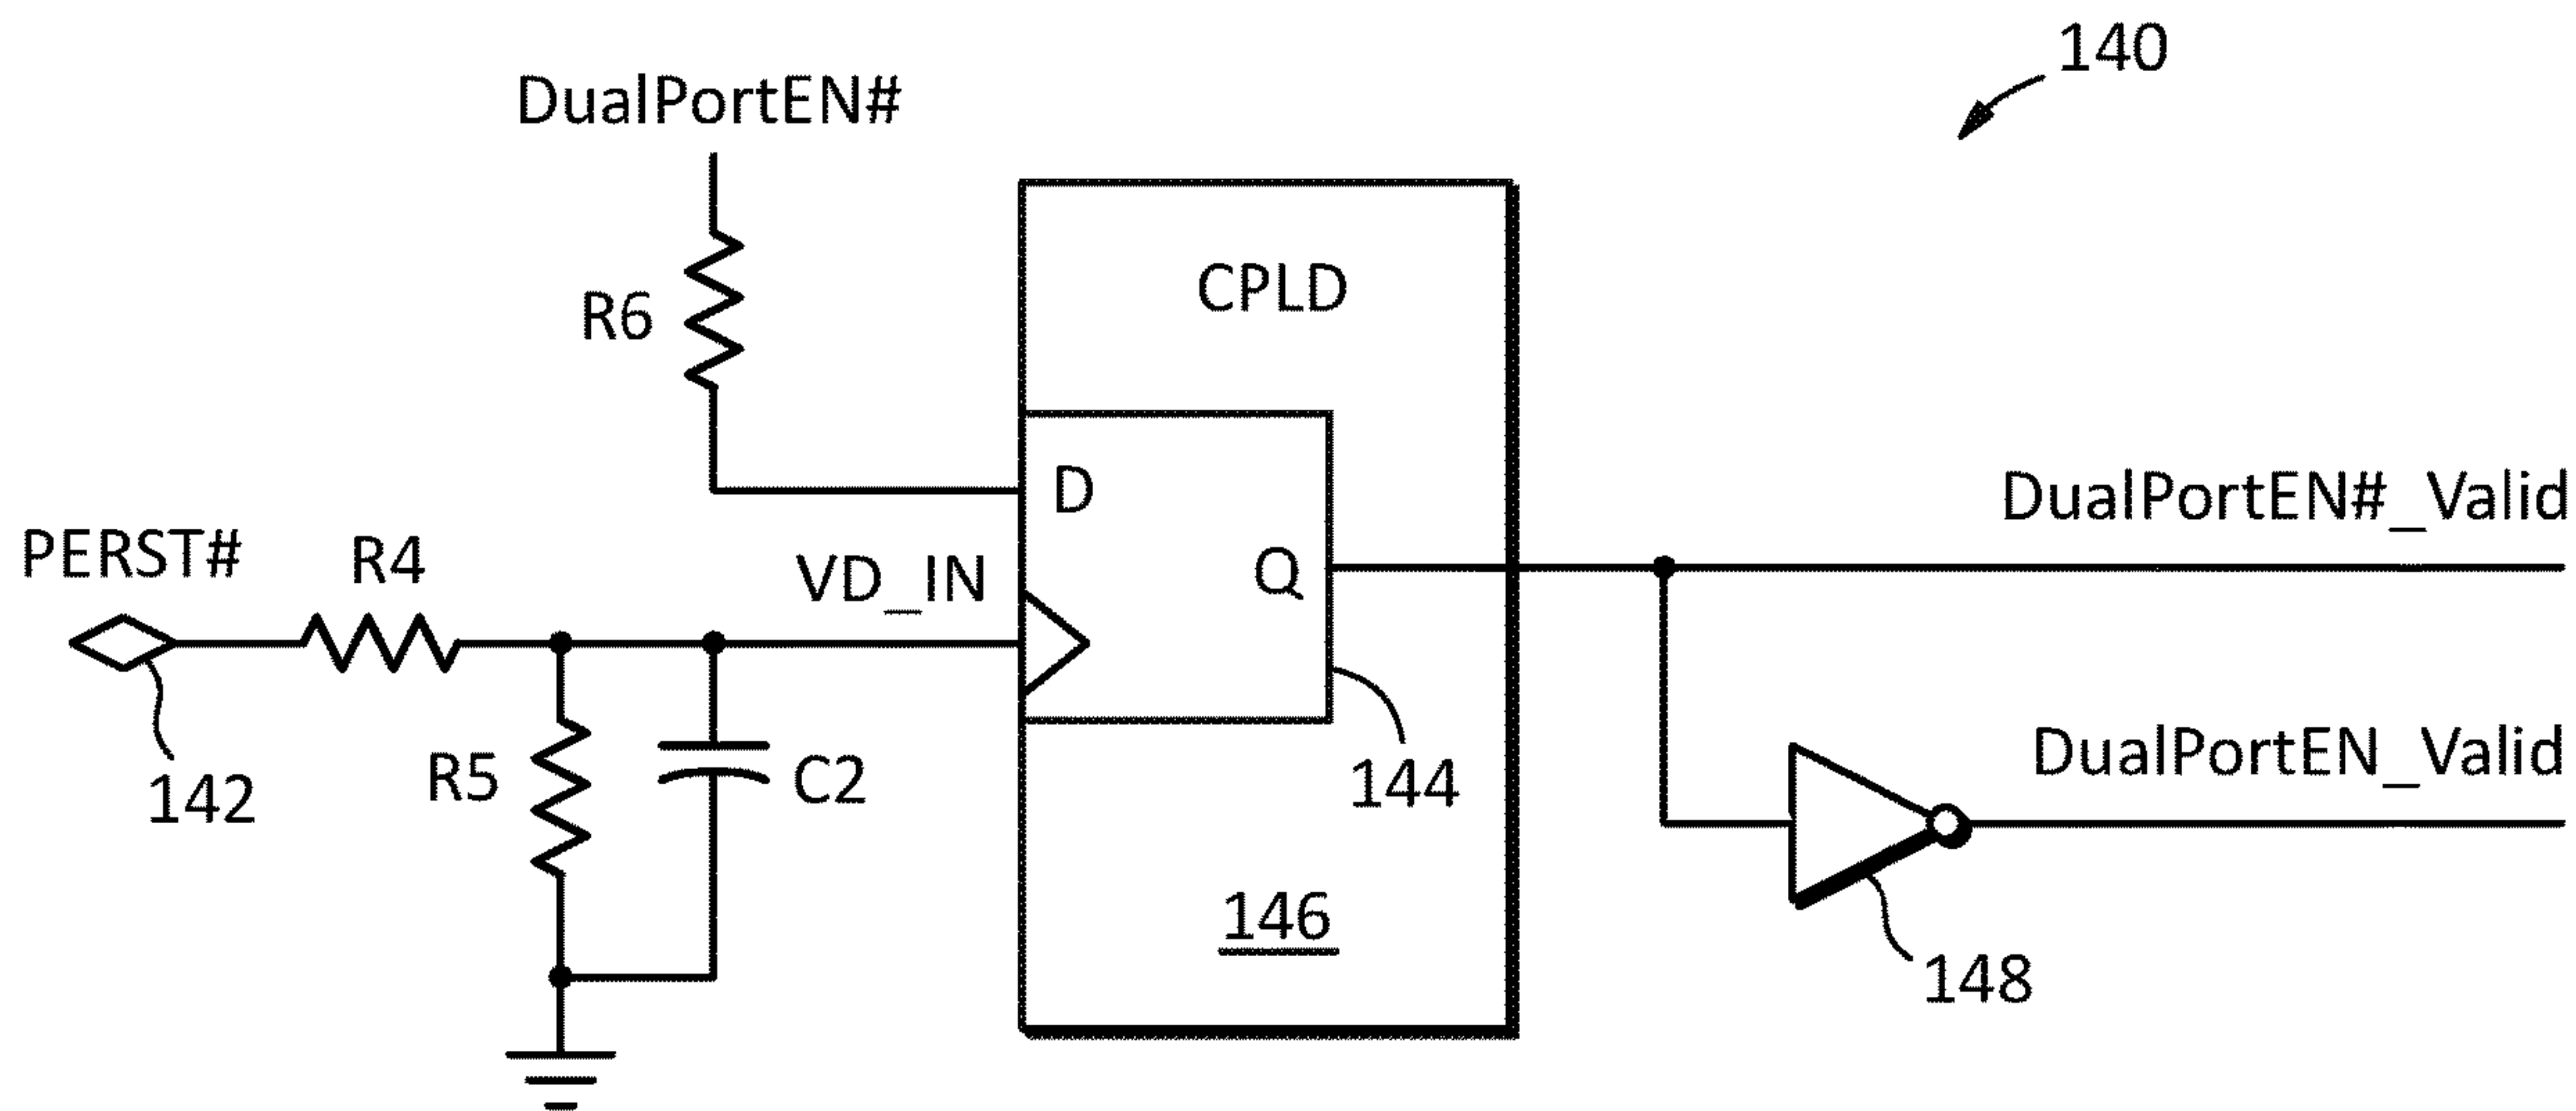 140
DualPortEN#
R6
CPLD
D
DualPortEN#_Valid
PERST#
R4
VD_IN
Q
R5
C2
142
144
DualPortEN_Valid
146
148